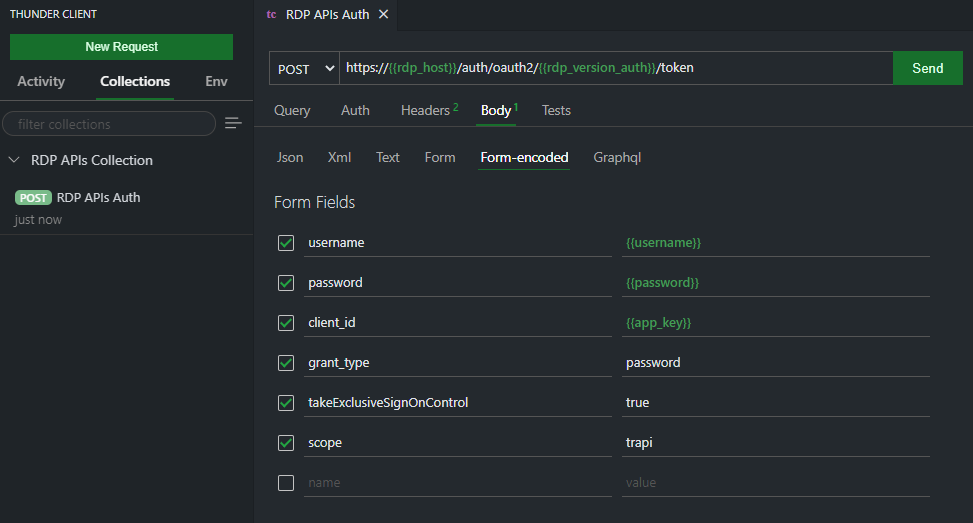 THUNDER CLIENT
New Request
Activity Collections Env
filter collections
RDP APIs Collection
POST RDP APIs Auth
just now
tc RDP APIs Auth
POST https://{{rdp_host}}/auth/oauth2/{{rdp_version_auth}}/token Send
Query Auth Headers 2 Body 1 Tests
Json Xml Text Form Form-encoded Graphql
Form Fields
username {{username}}
password {{password}}
client_id {{app_key}}
grant_type password
takeExclusiveSignOnControl true
scope trapi
name value